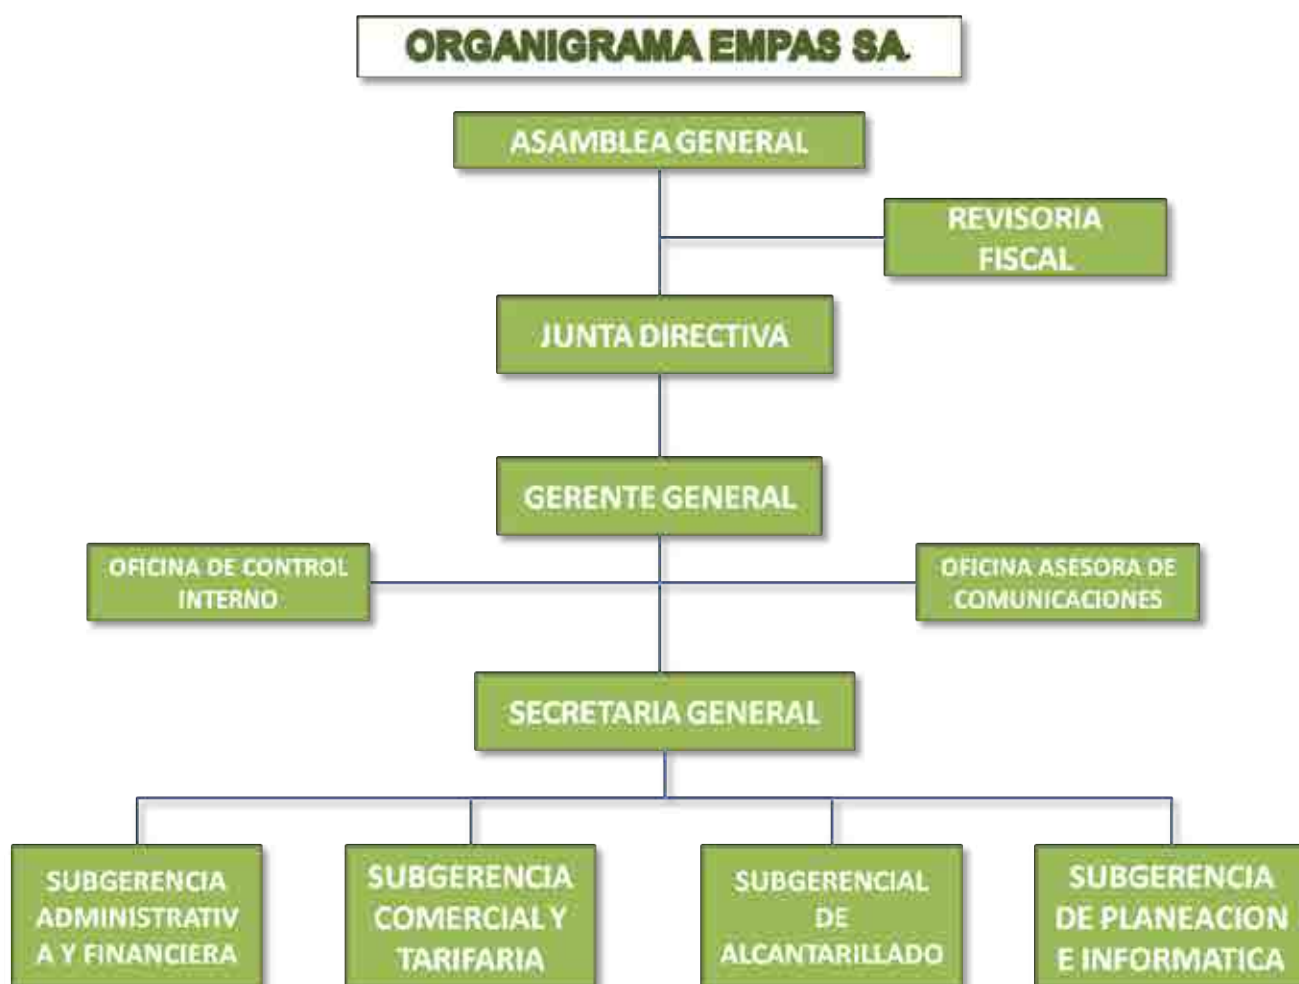 ORGANIGRAMA EMPAS SA.
ASAMBLEA GENERAL
REVISORIA
FISCAL
JUNTA DIRECTIVA
GERENTE GENERAL
OFICINA DE CONTROL
INTERNO
OFICINA ASESORA DE
COMUNICACIONES
SECRETARIA GENERAL
SUBGERENCIA
ADMINISTRATIV
A Y FINANCIERA
SUBGERENCIA
COMERCIAL Y
TARIFARIA
SUBGERENCIAL
DE
ALCANTARILLADO
SUBGERENCIA
DE PLANEACION
E INFORMATICA